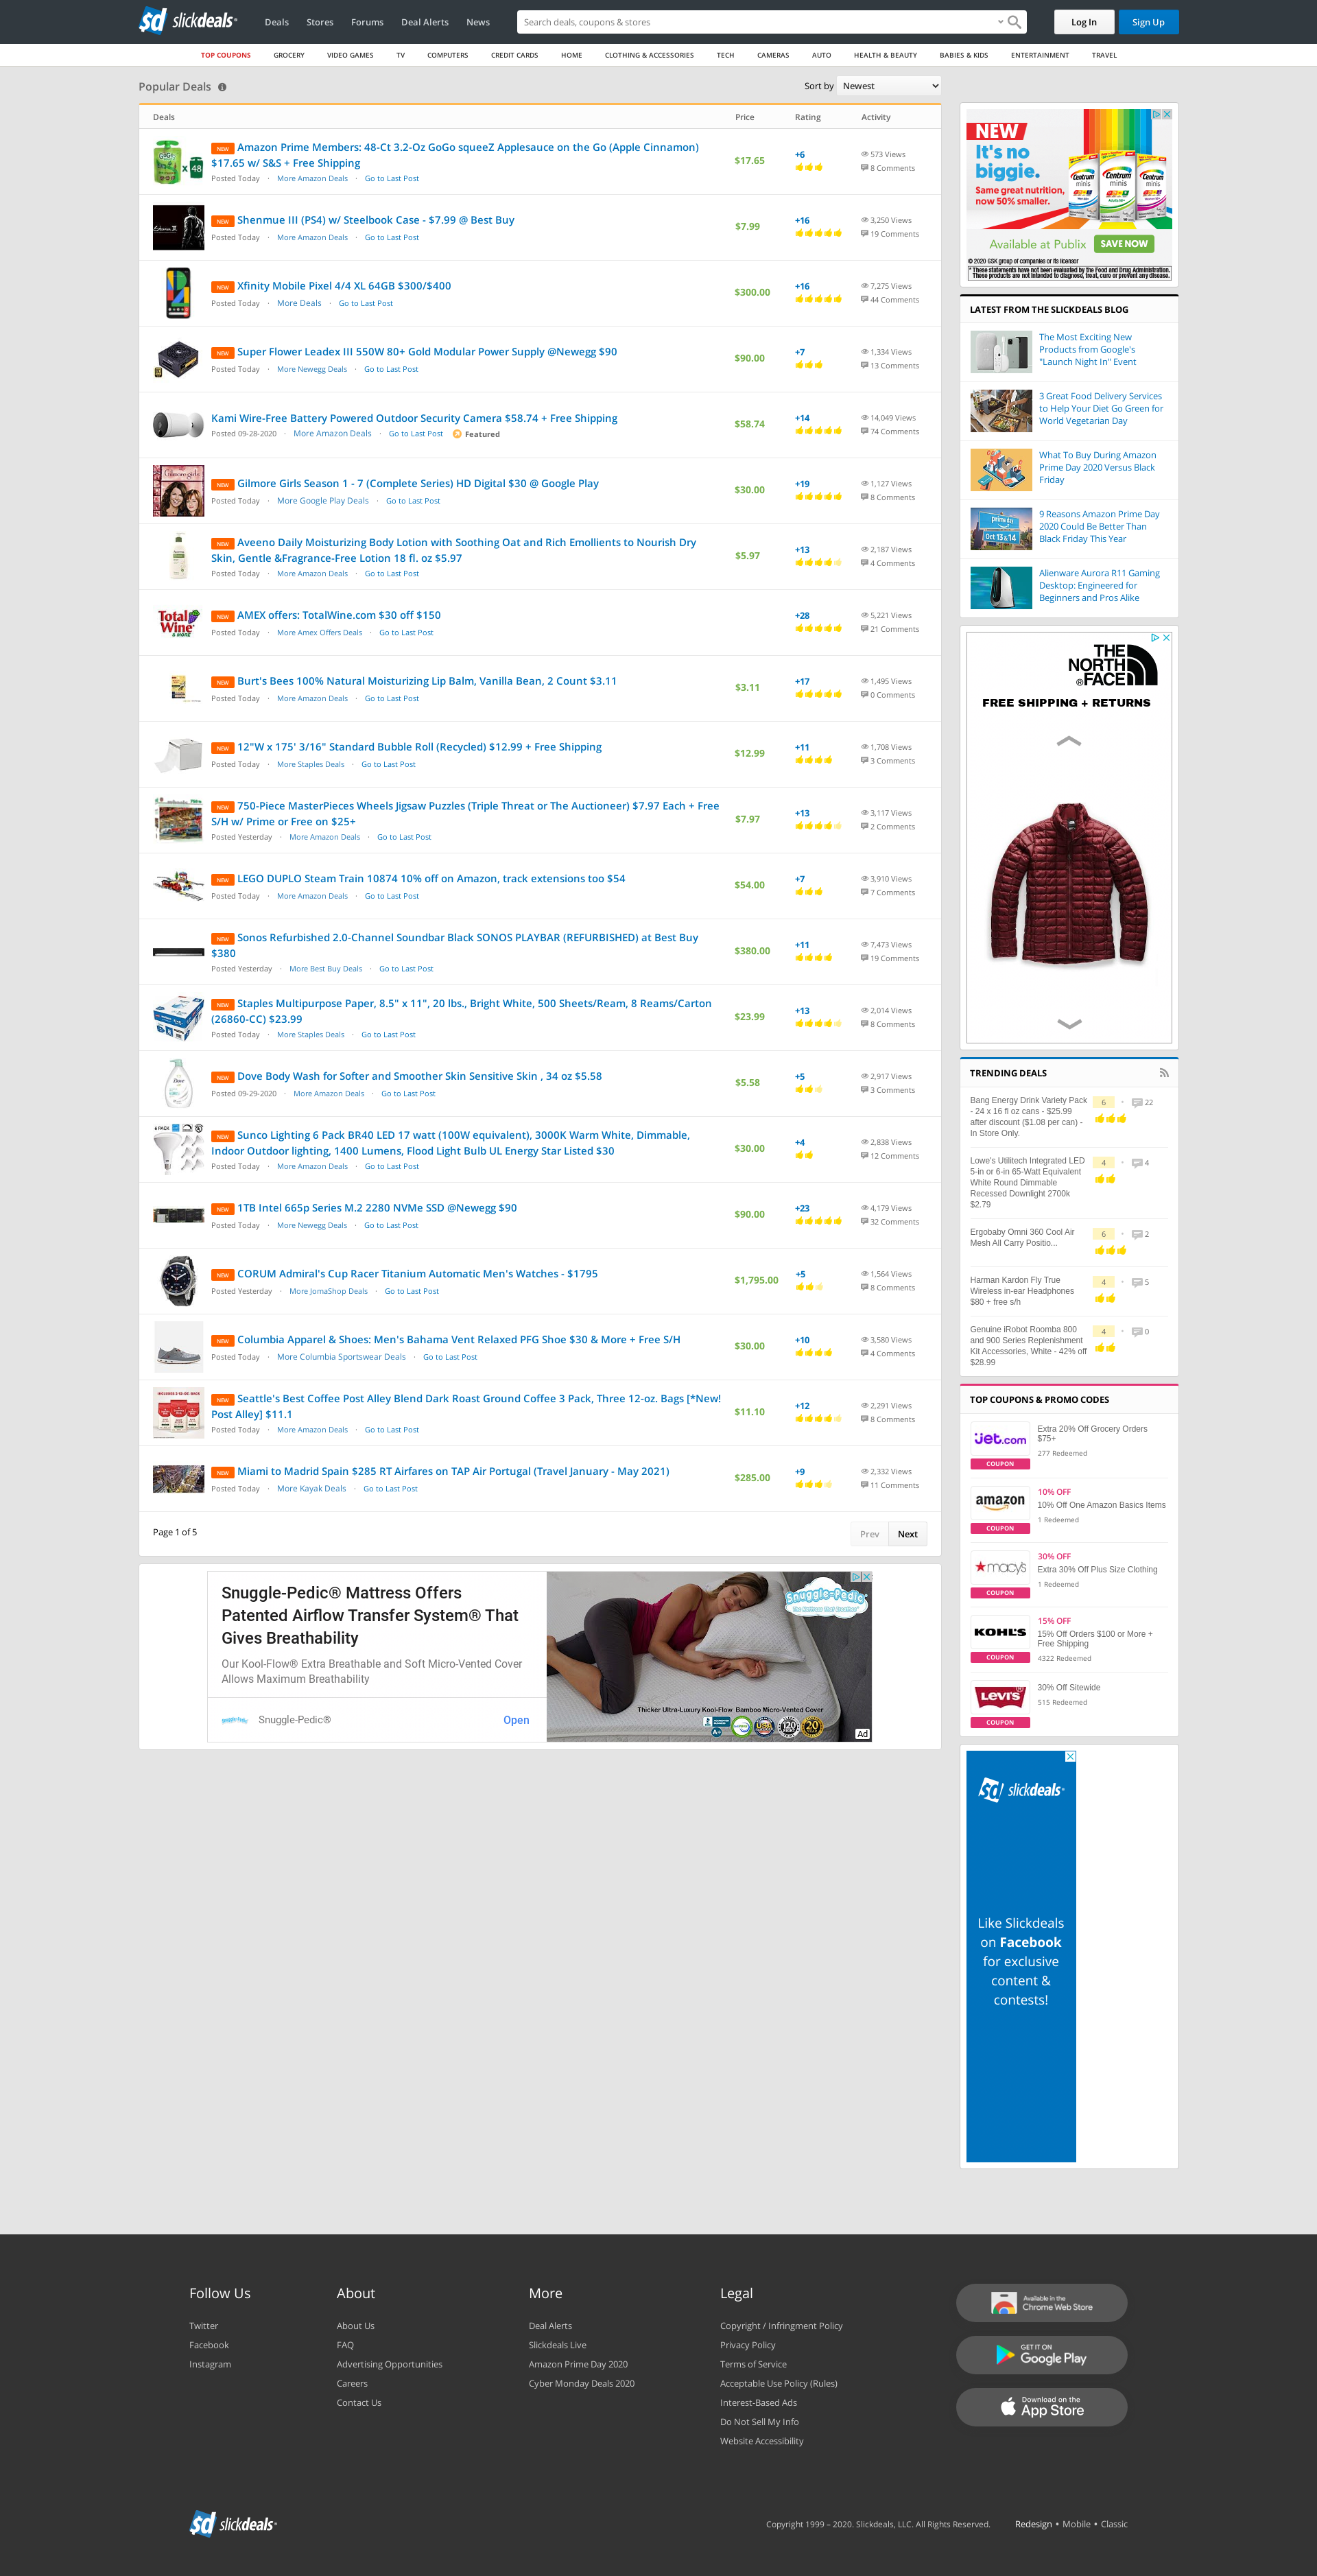 slickdeals
Deals Stores Forums Deal Alerts News
Search deals, coupons & stores
Log In
Sign Up
TOP COUPONS GROCERY VIDEO GAMES TV COMPUTERS CREDIT CARDS HOME CLOTHING & ACCESSORIES TECH CAMERAS AUTO HEALTH & BEAUTY BABIES & KIDS ENTERTAINMENT TRAVEL
Popular Deals
Sort by Newest
Deals Price Rating Activity
NEW Amazon Prime Members: 48-Ct 3.2-Oz GoGo squeeZ Applesauce on the Go (Apple Cinnamon)
$17.65 w/ S&S + Free Shipping
Posted Today · More Amazon Deals · Go to Last Post
$17.65
+6
573 Views
8 Comments
NEW Shenmue III (PS4) w/ Steelbook Case - $7.99 @ Best Buy
Posted Today · More Amazon Deals · Go to Last Post
$7.99
+16
3,250 Views
19 Comments
NEW Xfinity Mobile Pixel 4/4 XL 64GB $300/$400
Posted Today · More Deals · Go to Last Post
$300.00
+16
7,275 Views
44 Comments
NEW Super Flower Leadex III 550W 80+ Gold Modular Power Supply @Newegg $90
Posted Today · More Newegg Deals · Go to Last Post
$90.00
+7
1,334 Views
13 Comments
Kami Wire-Free Battery Powered Outdoor Security Camera $58.74 + Free Shipping
Posted 09-28-2020 · More Amazon Deals · Go to Last Post Featured
$58.74
+14
14,049 Views
74 Comments
NEW Gilmore Girls Season 1 - 7 (Complete Series) HD Digital $30 @ Google Play
Posted Today · More Google Play Deals · Go to Last Post
$30.00
+19
1,127 Views
8 Comments
NEW Aveeno Daily Moisturizing Body Lotion with Soothing Oat and Rich Emollients to Nourish Dry
Skin, Gentle &Fragrance-Free Lotion 18 fl. oz $5.97
Posted Today · More Amazon Deals · Go to Last Post
$5.97
+13
2,187 Views
4 Comments
Total Wine & MORE
NEW AMEX offers: TotalWine.com $30 off $150
Posted Today · More Amex Offers Deals · Go to Last Post
+28
5,221 Views
21 Comments
NEW Burt's Bees 100% Natural Moisturizing Lip Balm, Vanilla Bean, 2 Count $3.11
Posted Today · More Amazon Deals · Go to Last Post
$3.11
+17
1,495 Views
0 Comments
NEW 12"W x 175' 3/16" Standard Bubble Roll (Recycled) $12.99 + Free Shipping
Posted Today · More Staples Deals · Go to Last Post
$12.99
+11
1,708 Views
3 Comments
NEW 750-Piece MasterPieces Wheels Jigsaw Puzzles (Triple Threat or The Auctioneer) $7.97 Each + Free
S/H w/ Prime or Free on $25+
Posted Yesterday · More Amazon Deals · Go to Last Post
$7.97
+13
3,117 Views
2 Comments
NEW LEGO DUPLO Steam Train 10874 10% off on Amazon, track extensions too $54
Posted Today · More Amazon Deals · Go to Last Post
$54.00
+7
3,910 Views
7 Comments
NEW Sonos Refurbished 2.0-Channel Soundbar Black SONOS PLAYBAR (REFURBISHED) at Best Buy
$380
Posted Yesterday · More Best Buy Deals · Go to Last Post
$380.00
+11
7,473 Views
19 Comments
NEW Staples Multipurpose Paper, 8.5" x 11", 20 lbs., Bright White, 500 Sheets/Ream, 8 Reams/Carton
(26860-CC) $23.99
Posted Today · More Staples Deals · Go to Last Post
$23.99
+13
2,014 Views
8 Comments
NEW Dove Body Wash for Softer and Smoother Skin Sensitive Skin , 34 oz $5.58
Posted 09-29-2020 · More Amazon Deals · Go to Last Post
$5.58
+5
2,917 Views
3 Comments
NEW Sunco Lighting 6 Pack BR40 LED 17 watt (100W equivalent), 3000K Warm White, Dimmable,
Indoor Outdoor lighting, 1400 Lumens, Flood Light Bulb UL Energy Star Listed $30
Posted Today · More Amazon Deals · Go to Last Post
$30.00
+4
2,838 Views
12 Comments
NEW 1TB Intel 665p Series M.2 2280 NVMe SSD @Newegg $90
Posted Today · More Newegg Deals · Go to Last Post
$90.00
+23
4,179 Views
32 Comments
NEW CORUM Admiral's Cup Racer Titanium Automatic Men's Watches - $1795
Posted Yesterday · More JomaShop Deals · Go to Last Post
$1,795.00
+5
1,564 Views
8 Comments
NEW Columbia Apparel & Shoes: Men's Bahama Vent Relaxed PFG Shoe $30 & More + Free S/H
Posted Today · More Columbia Sportswear Deals · Go to Last Post
$30.00
+10
3,580 Views
4 Comments
NEW Seattle's Best Coffee Post Alley Blend Dark Roast Ground Coffee 3 Pack, Three 12-oz. Bags [*New!
Post Alley] $11.1
Posted Today · More Amazon Deals · Go to Last Post
$11.10
+12
2,291 Views
8 Comments
NEW Miami to Madrid Spain $285 RT Airfares on TAP Air Portugal (Travel January - May 2021)
Posted Today · More Kayak Deals · Go to Last Post
$285.00
+9
2,332 Views
11 Comments
Page 1 of 5
Prev Next
Snuggle-Pedic® Mattress Offers
Patented Airflow Transfer System® That
Gives Breathability
Our Kool-Flow® Extra Breathable and Soft Micro-Vented Cover
Allows Maximum Breathability
Snuggle-Pedic®
Open
Snuggle-Pedic
Thicker Ultra-Luxury Kool-Flow® Bamboo Micro-Vented Cover
Ad
NEW
It's no
biggie.
Same great nutrition,
now 50% smaller.
Centrum minis
Centrum minis
Centrum minis
Available at Publix
SAVE NOW
© 2020 GSK group of companies or its licensor
* These statements have not been evaluated by the Food and Drug Administration.
These products are not intended to diagnose, treat, cure or prevent any disease.
LATEST FROM THE SLICKDEALS BLOG
The Most Exciting New
Products from Google's
"Launch Night In" Event
3 Great Food Delivery Services
to Help Your Diet Go Green for
World Vegetarian Day
What To Buy During Amazon
Prime Day 2020 Versus Black
Friday
9 Reasons Amazon Prime Day
2020 Could Be Better Than
Black Friday This Year
Alienware Aurora R11 Gaming
Desktop: Engineered for
Beginners and Pros Alike
THE
NORTH
FACE
FREE SHIPPING + RETURNS
TRENDING DEALS
Bang Energy Drink Variety Pack
- 24 x 16 fl oz cans - $25.99
after discount ($1.08 per can) -
In Store Only.
6 22
Lowe's Utilitech Integrated LED
5-in or 6-in 65-Watt Equivalent
White Round Dimmable
Recessed Downlight 2700k
$2.79
4 4
Ergobaby Omni 360 Cool Air
Mesh All Carry Positio...
6 2
Harman Kardon Fly True
Wireless in-ear Headphones
$80 + free s/h
4 5
Genuine iRobot Roomba 800
and 900 Series Replenishment
Kit Accessories, White - 42% off
$28.99
4 0
TOP COUPONS & PROMO CODES
jet.com
COUPON
Extra 20% Off Grocery Orders
$75+
277 Redeemed
amazon
COUPON
10% OFF
10% Off One Amazon Basics Items
1 Redeemed
macy's
COUPON
30% OFF
Extra 30% Off Plus Size Clothing
1 Redeemed
KOHL'S
COUPON
15% OFF
15% Off Orders $100 or More +
Free Shipping
4322 Redeemed
LEVI'S
COUPON
30% Off Sitewide
515 Redeemed
slickdeals
Like Slickdeals
on Facebook
for exclusive
content &
contests!
Follow Us
Twitter
Facebook
Instagram
About
About Us
FAQ
Advertising Opportunities
Careers
Contact Us
More
Deal Alerts
Slickdeals Live
Amazon Prime Day 2020
Cyber Monday Deals 2020
Legal
Copyright / Infringment Policy
Privacy Policy
Terms of Service
Acceptable Use Policy (Rules)
Interest-Based Ads
Do Not Sell My Info
Website Accessibility
Available in the
Chrome Web Store
GET IT ON
Google Play
Download on the
App Store
slickdeals
Copyright 1999 – 2020. Slickdeals, LLC. All Rights Reserved. Redesign • Mobile • Classic